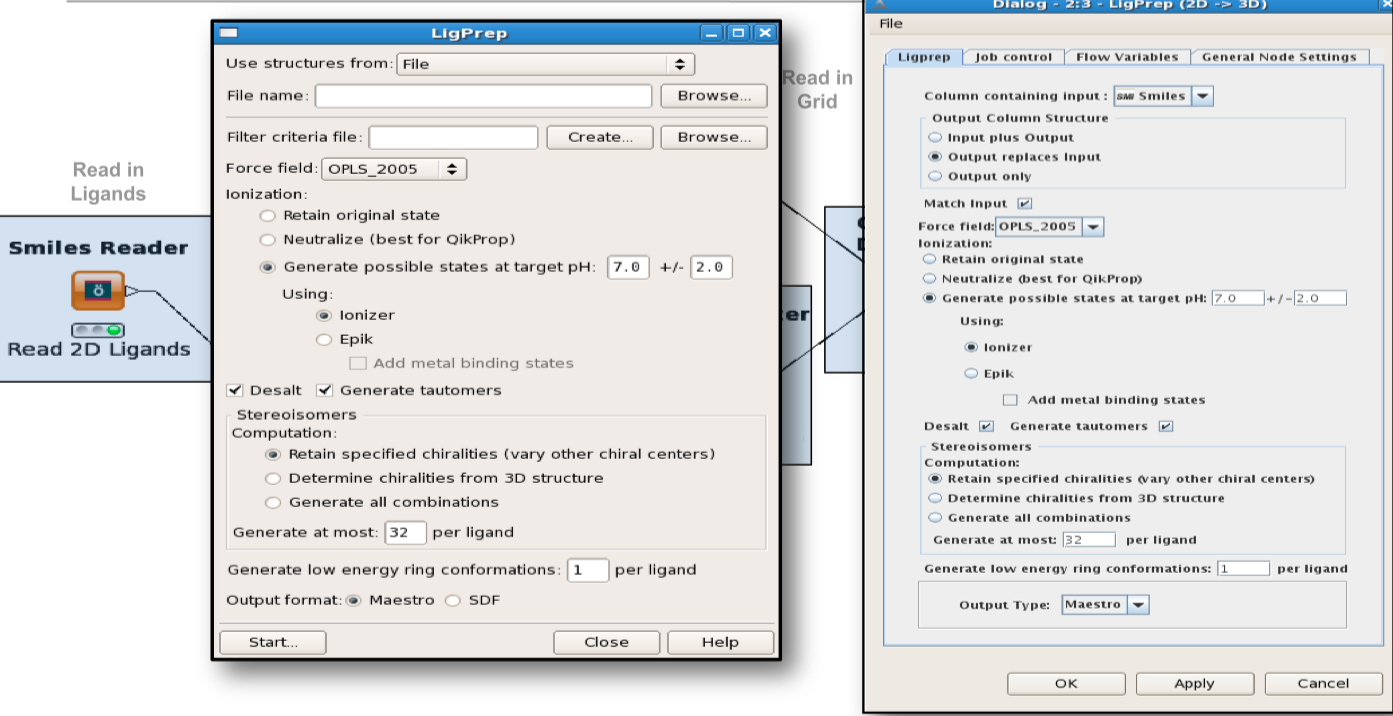 Read in
Ligands
Smiles Reader
Read 2D Ligands
LigPrep
Use structures from: File
File name: Browse...
Filter criteria file: Create... Browse...
Force field: OPLS_2005
Ionization:
Retain original state
Neutralize (best for QikProp)
Generate possible states at target pH: 7.0 +/- 2.0
Using:
Ionizer
Epik
Add metal binding states
Desalt Generate tautomers
Stereoisomers
Computation:
Retain specified chiralities (vary other chiral centers)
Determine chiralities from 3D structure
Generate all combinations
Generate at most: 32 per ligand
Generate low energy ring conformations: 1 per ligand
Output format: Maestro SDF
Start... Close Help
Read in
Grid
Dialog - 2:3 - LigPrep (2D -> 3D)
File
Ligprep Job control Flow Variables General Node Settings
Column containing input : SMI Smiles
Output Column Structure
Input plus Output
Output replaces Input
Output only
Match Input
Force field: OPLS_2005
Ionization:
Retain original state
Neutralize (best for QikProp)
Generate possible states at target pH: 7.0 +/- 2.0
Using:
Ionizer
Epik
Add metal binding states
Desalt Generate tautomers
Stereoisomers
Computation:
Retain specified chiralities (vary other chiral centers)
Determine chiralities from 3D structure
Generate all combinations
Generate at most: 32 per ligand
Generate low energy ring conformations: 1 per ligand
Output Type: Maestro
OK Apply Cancel